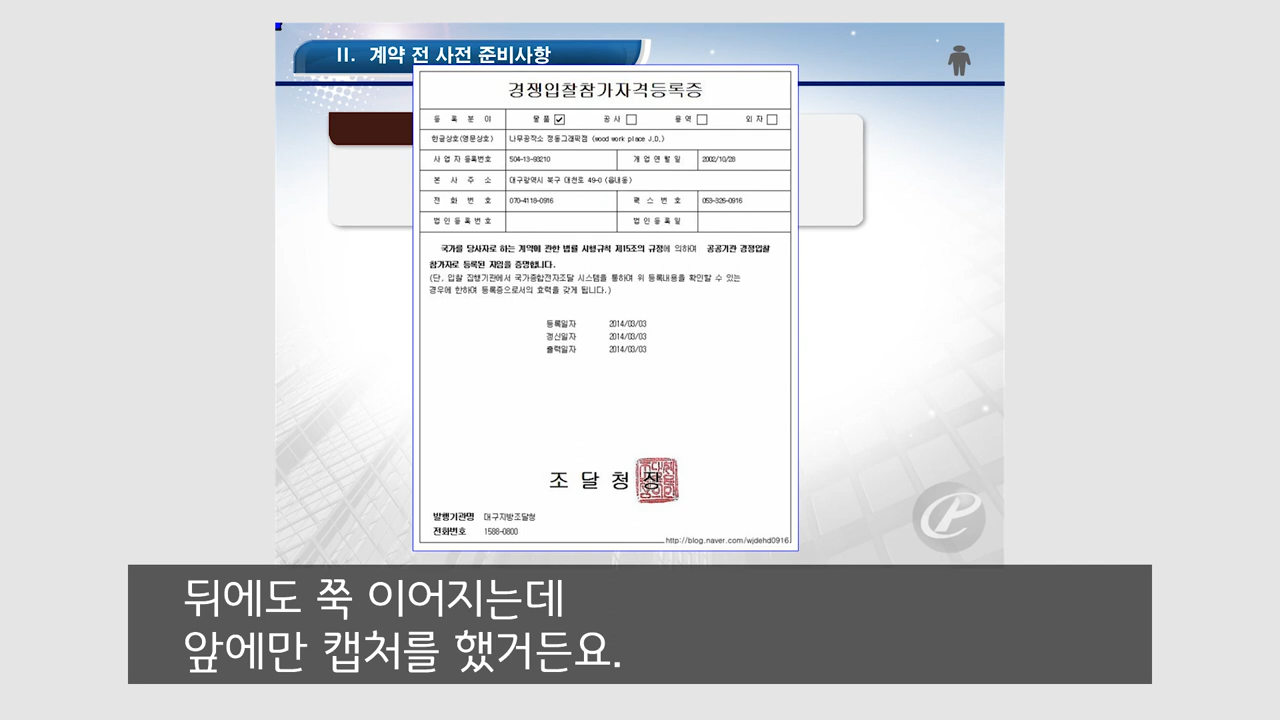 II. 계약 전 사전 준비사항
경쟁입찰참가자격등록증
등 록 분 야 물 품 공 사 용 역 외 자
한글상호(영문상호) 나무공작소 정동그래픽점 (wood work place J.D.)
사 업 자 등록번호 504-13-93210 개 업 연 월 일 2002/10/28
본 사 주 소 대구광역시 북구 대천로 49-0 (읍내동)
전 화 번 호 070-4118-0916 팩 스 번 호 053-326-0916
법 인 등 록 번 호 법 인 등 록 일
국가를 당사자로 하는 계약에 관한 법률 시행규칙 제15조의 규정에 의하여 공공기관 경쟁입찰
참가자로 등록된 자임을 증명합니다.
(단, 입찰 집행기관에서 국가종합전자조달 시스템을 통하여 위 등록내용을 확인할 수 있는
경우에 한하여 등록증으로서의 효력을 갖게 됩니다.)
등록일자 2014/03/03
갱신일자 2014/03/03
출력일자 2014/03/03
조 달 청 장
발행기관명 대구지방조달청
전화번호 1588-0800
http://blog.naver.com/wjdehd0916
뒤에도 쭉 이어지는데
앞에만 캡처를 했거든요.